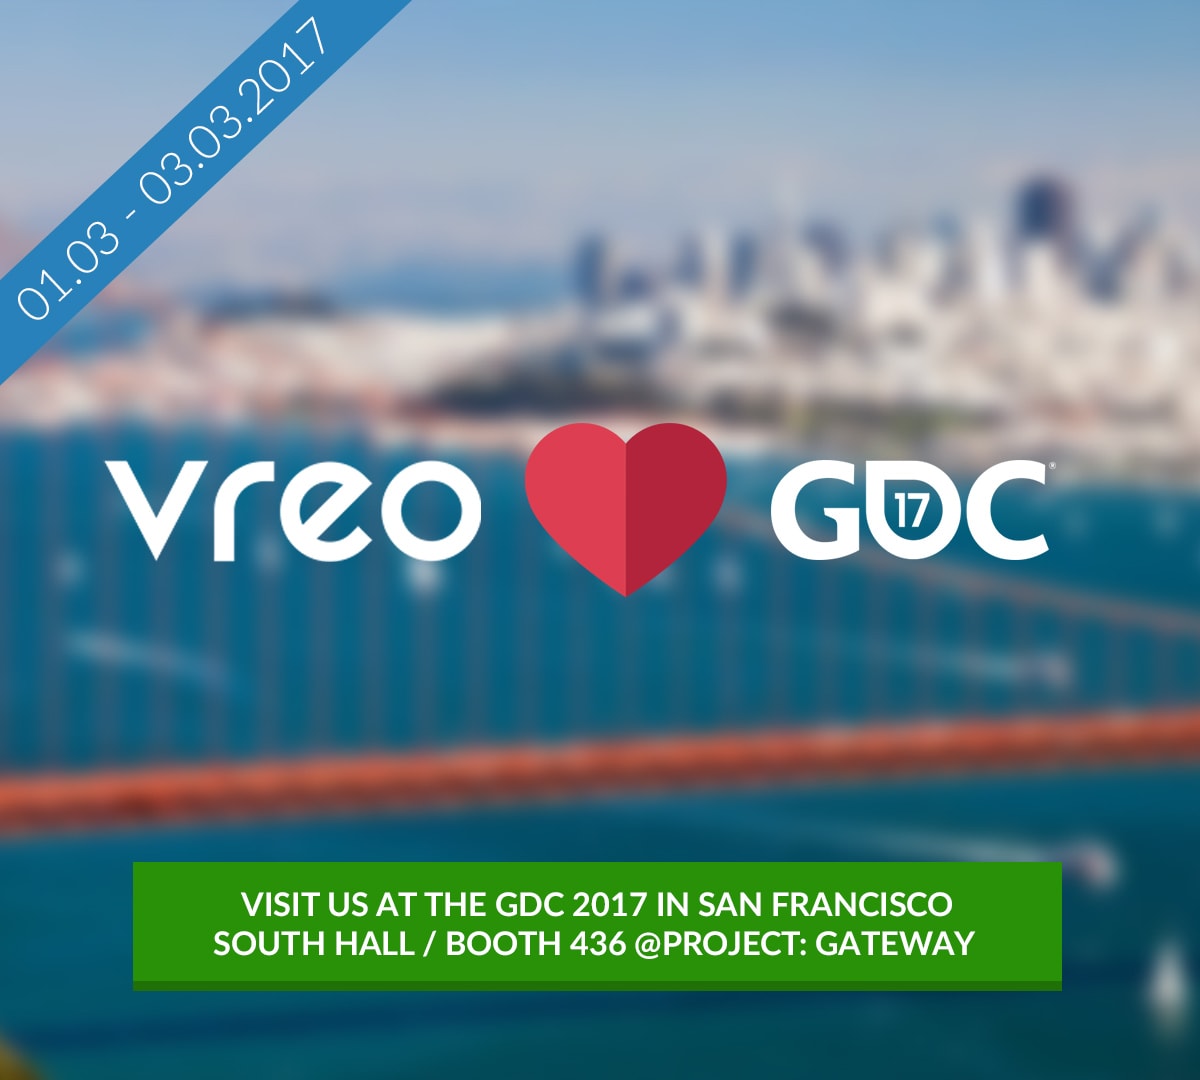 01.03 - 03.03.2017
vreo
GDC 17®
VISIT US AT THE GDC 2017 IN SAN FRANCISCO
SOUTH HALL / BOOTH 436 @PROJECT: GATEWAY